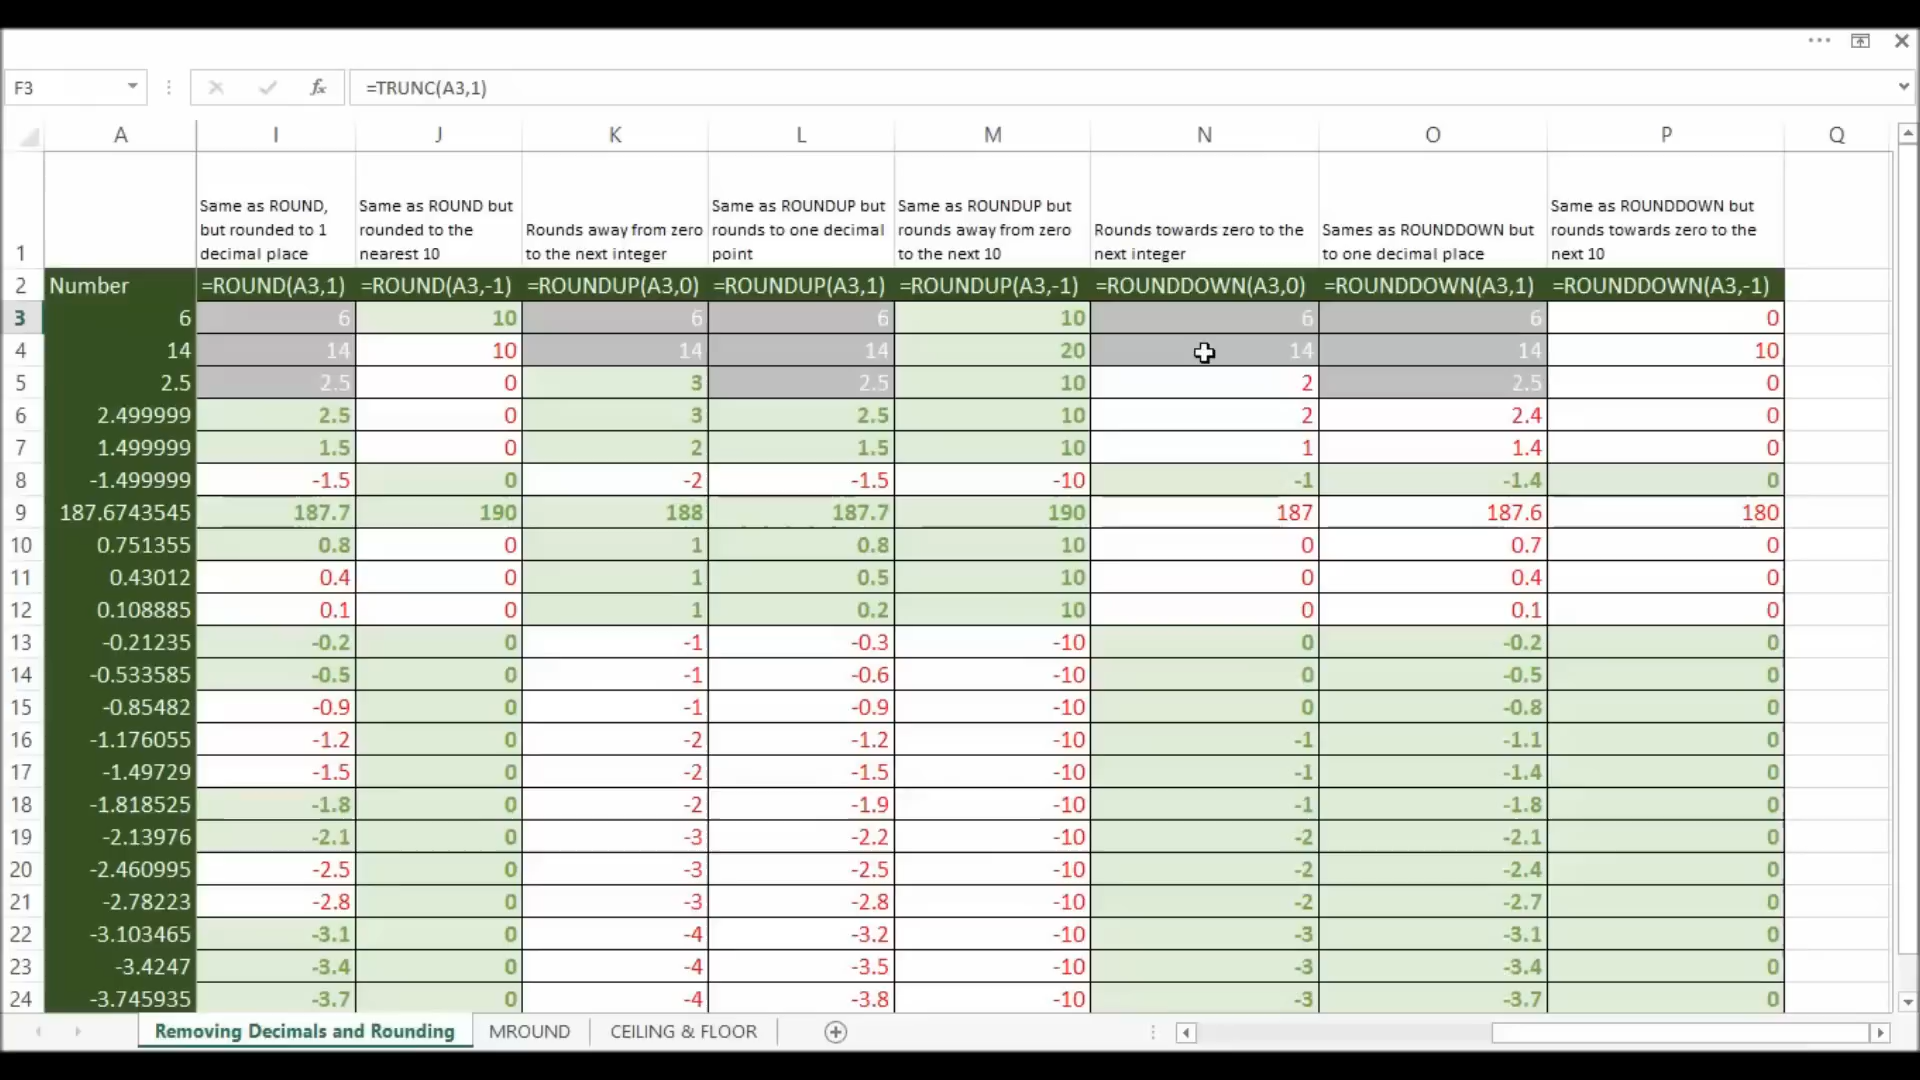 F3 fx =TRUNC(A3,1)
A I J K L M N O P Q
Same as ROUND, Same as ROUND but Same as ROUNDUP but Same as ROUNDUP but Same as ROUNDDOWN but
but rounded to 1 rounded to the Rounds away from zero rounds to one decimal rounds away from zero Rounds towards zero to the Sames as ROUNDDOWN but rounds towards zero to the
1 decimal place nearest 10 to the next integer point to the next 10 next integer to one decimal place next 10
2 Number =ROUND(A3,1) =ROUND(A3,-1) =ROUNDUP(A3,0) =ROUNDUP(A3,1) =ROUNDUP(A3,-1) =ROUNDDOWN(A3,0) =ROUNDDOWN(A3,1) =ROUNDDOWN(A3,-1)
3 6 6 10 6 6 10 6 6 0
4 14 14 10 14 14 20 14 14 10
5 2.5 2.5 0 3 2.5 10 2 2.5 0
6 2.499999 2.5 0 3 2.5 10 2 2.4 0
7 1.499999 1.5 0 2 1.5 10 1 1.4 0
8 -1.499999 -1.5 0 -2 -1.5 -10 -1 -1.4 0
9 187.6743545 187.7 190 188 187.7 190 187 187.6 180
10 0.751355 0.8 0 1 0.8 10 0 0.7 0
11 0.43012 0.4 0 1 0.5 10 0 0.4 0
12 0.108885 0.1 0 1 0.2 10 0 0.1 0
13 -0.21235 -0.2 0 -1 -0.3 -10 0 -0.2 0
14 -0.533585 -0.5 0 -1 -0.6 -10 0 -0.5 0
15 -0.85482 -0.9 0 -1 -0.9 -10 0 -0.8 0
16 -1.176055 -1.2 0 -2 -1.2 -10 -1 -1.1 0
17 -1.49729 -1.5 0 -2 -1.5 -10 -1 -1.4 0
18 -1.818525 -1.8 0 -2 -1.9 -10 -1 -1.8 0
19 -2.13976 -2.1 0 -3 -2.2 -10 -2 -2.1 0
20 -2.460995 -2.5 0 -3 -2.5 -10 -2 -2.4 0
21 -2.78223 -2.8 0 -3 -2.8 -10 -2 -2.7 0
22 -3.103465 -3.1 0 -4 -3.2 -10 -3 -3.1 0
23 -3.4247 -3.4 0 -4 -3.5 -10 -3 -3.4 0
24 -3.745935 -3.7 0 -4 -3.8 -10 -3 -3.7 0
Removing Decimals and Rounding MROUND CEILING & FLOOR